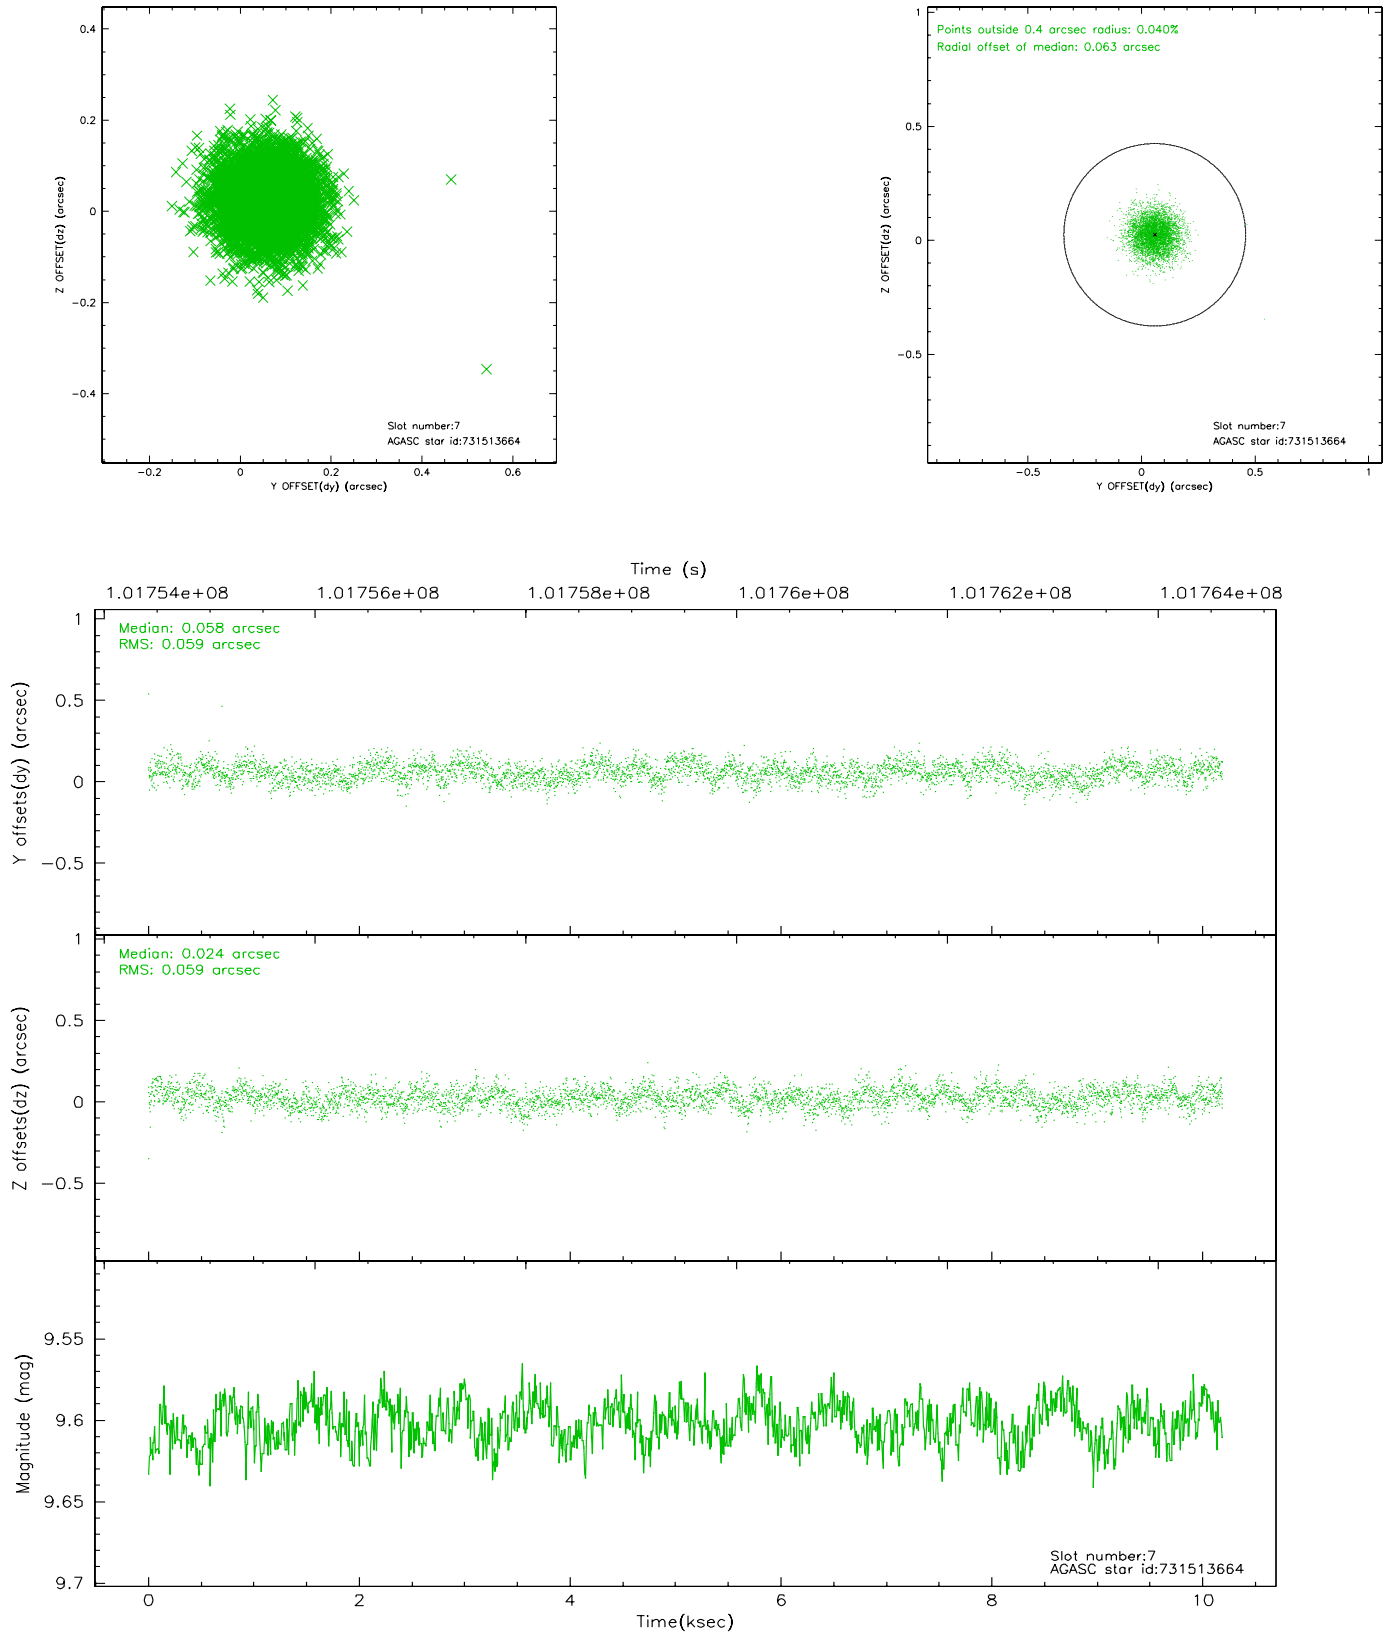 0.4
0.2
0
-0.2
-0.4
Z OFFSET(dz) (arcsec)
Slot number:7
AGASC star id:731513664
-0.2 0 0.2 0.4 0.6
Y OFFSET(dy) (arcsec)
Points outside 0.4 arcsec radius: 0.040%
Radial offset of median: 0.063 arcsec
1
0.5
0
-0.5
Z OFFSET(dz) (arcsec)
Slot number:7
AGASC star id:731513664
-0.5 0 0.5 1
Y OFFSET(dy) (arcsec)
Time (s)
1.01754e+08 1.01756e+08 1.01758e+08 1.0176e+08 1.01762e+08 1.01764e+08
Median: 0.058 arcsec
RMS: 0.059 arcsec
1
0.5
0
-0.5
Y offsets(dy) (arcsec)
Median: 0.024 arcsec
RMS: 0.059 arcsec
1
0.5
0
-0.5
Z offsets(dz) (arcsec)
9.55
9.6
9.65
9.7
Magnitude (mag)
Slot number:7
AGASC star id:731513664
0 2 4 6 8 10
Time(ksec)